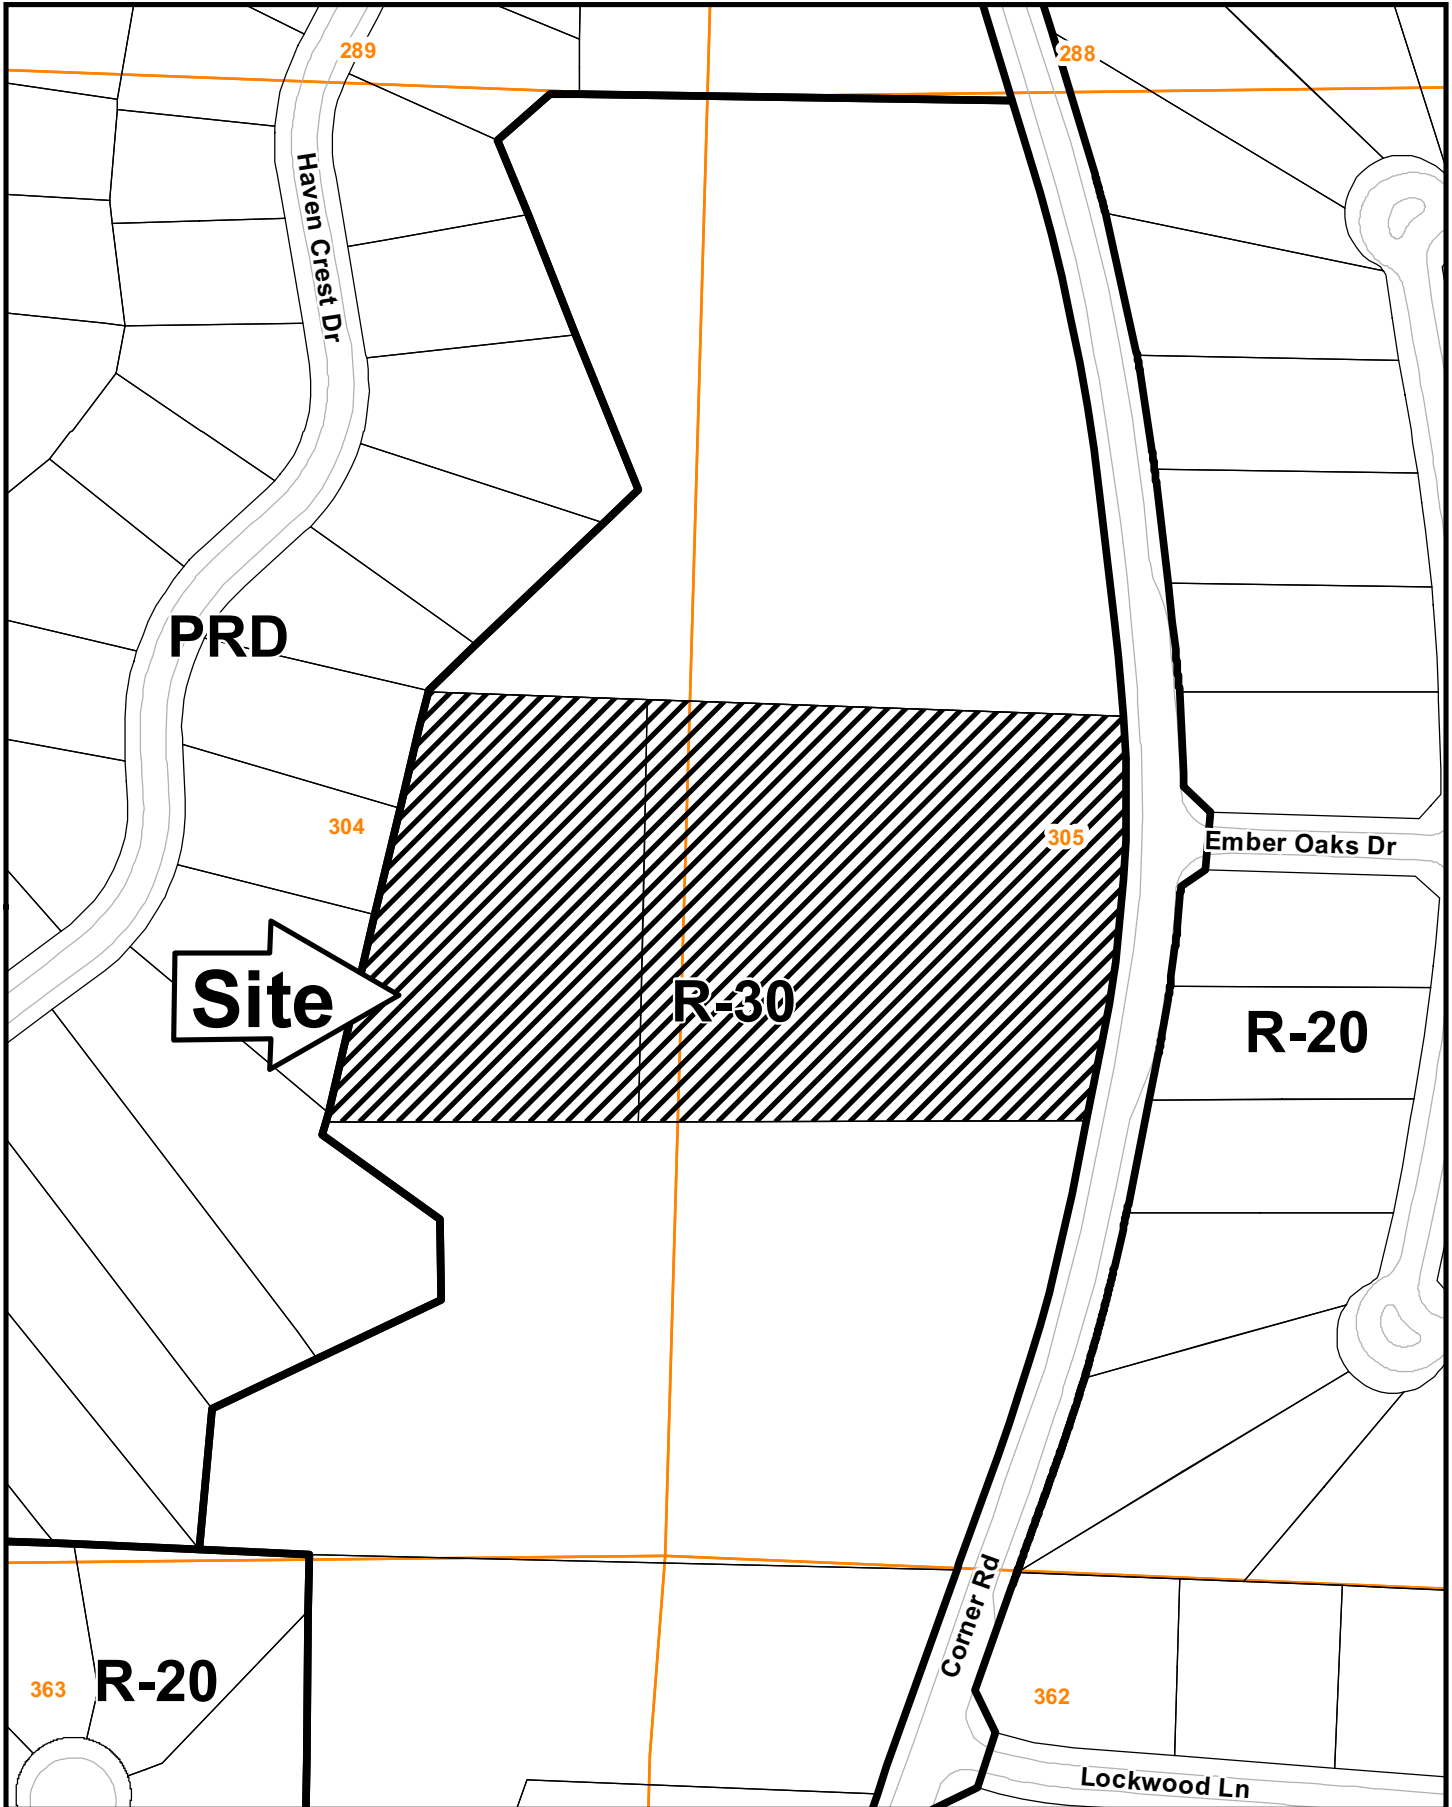 289
288
Haven Crest Dr
PRD
304
305
Ember Oaks Dr
Site
R-30
R-20
Corner Rd
363
R-20
362
Lockwood Ln